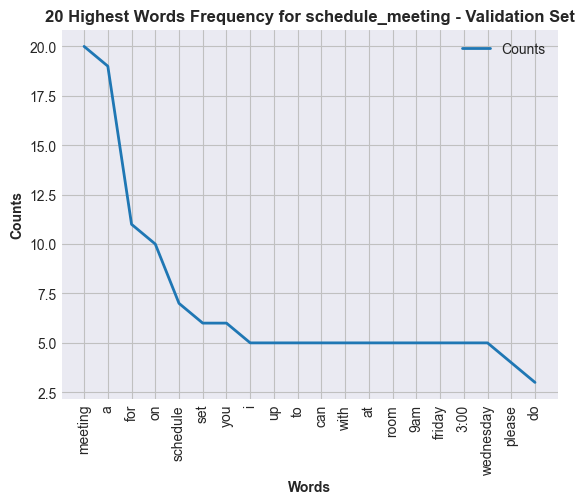 20 Highest Words Frequency for schedule_meeting - Validation Set
Counts
20.0
17.5
15.0
12.5
10.0
7.5
5.0
2.5
Counts
meeting
a
for
on
schedule
set
you
i
up
to
can
with
at
room
9am
friday
3:00
wednesday
please
do
Words